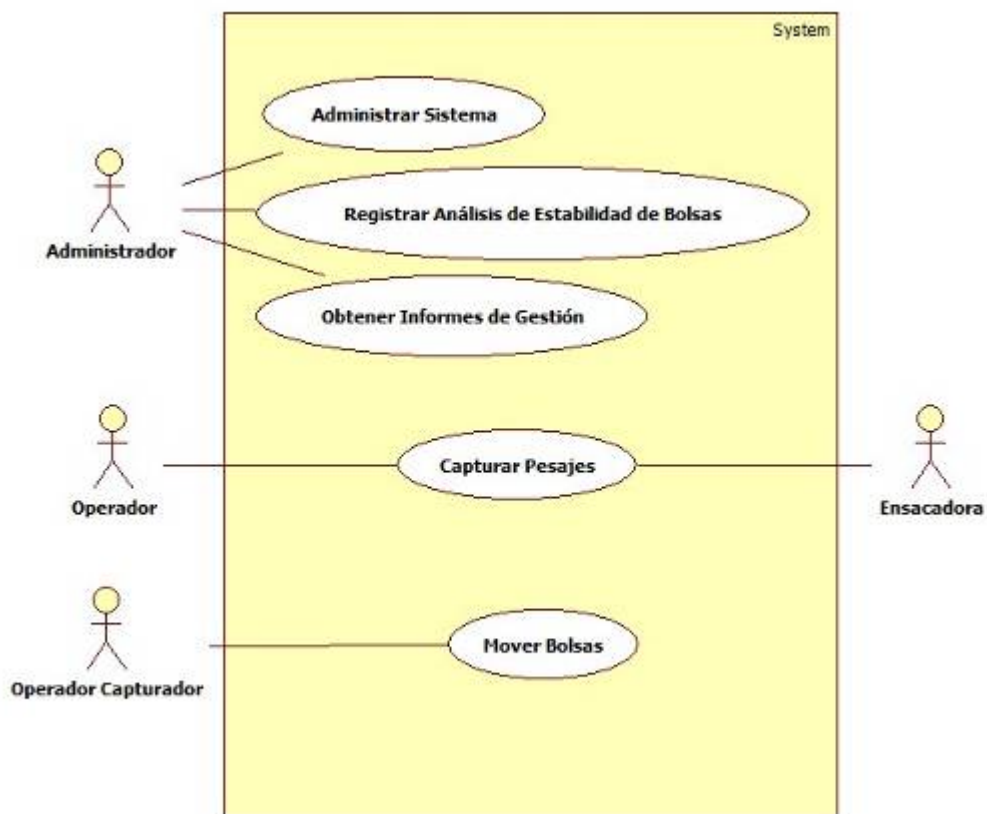 System
Administrar Sistema
Registrar Análisis de Estabilidad de Bolsas
Administrador
Obtener Informes de Gestión
Capturar Pesajes
Operador
Ensacadora
Mover Bolsas
Operador Capturador